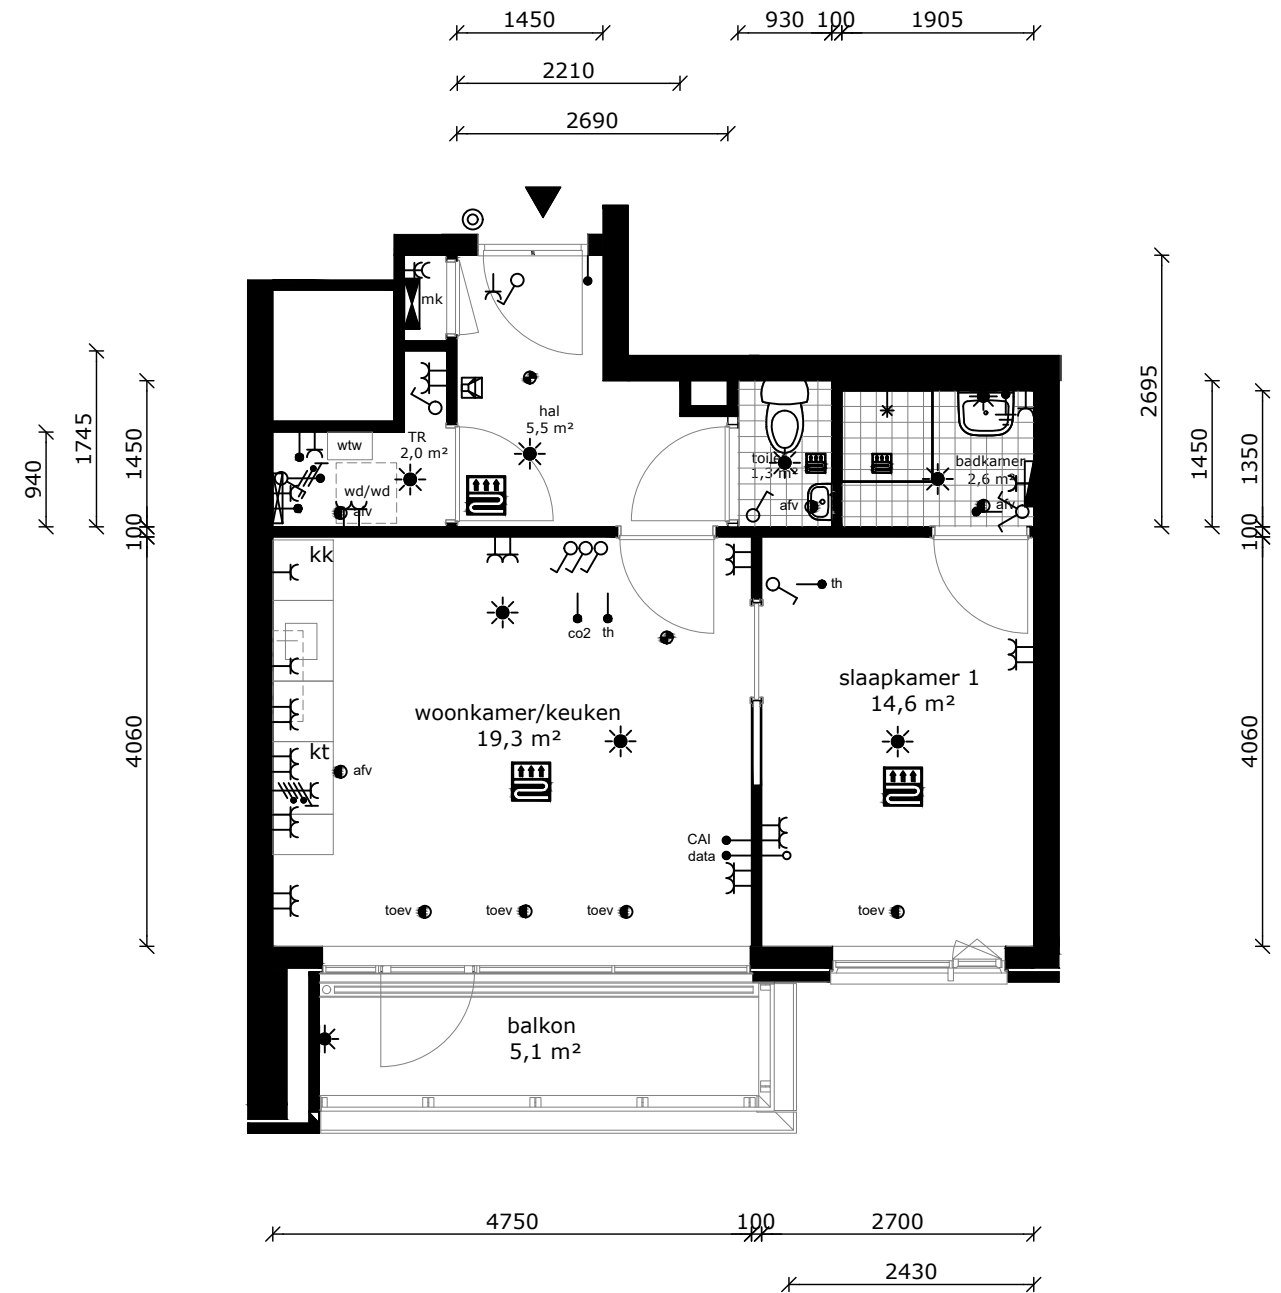 1450
930 100 1905
2210
2690
mk
hal
5,5 m²
TR
2,0 m²
wtw
wd/wd
afv
toilet
1,3 m²
afv
badkamer
2,6 m²
afv
940
1745
1450
100
4060
2695
1450
1350
100
4060
kk
co2 th
th
slaapkamer 1
14,6 m²
woonkamer/keuken
19,3 m²
kt
afv
CAI
data
toev toev toev toev
balkon
5,1 m²
4750 100 2700
2430